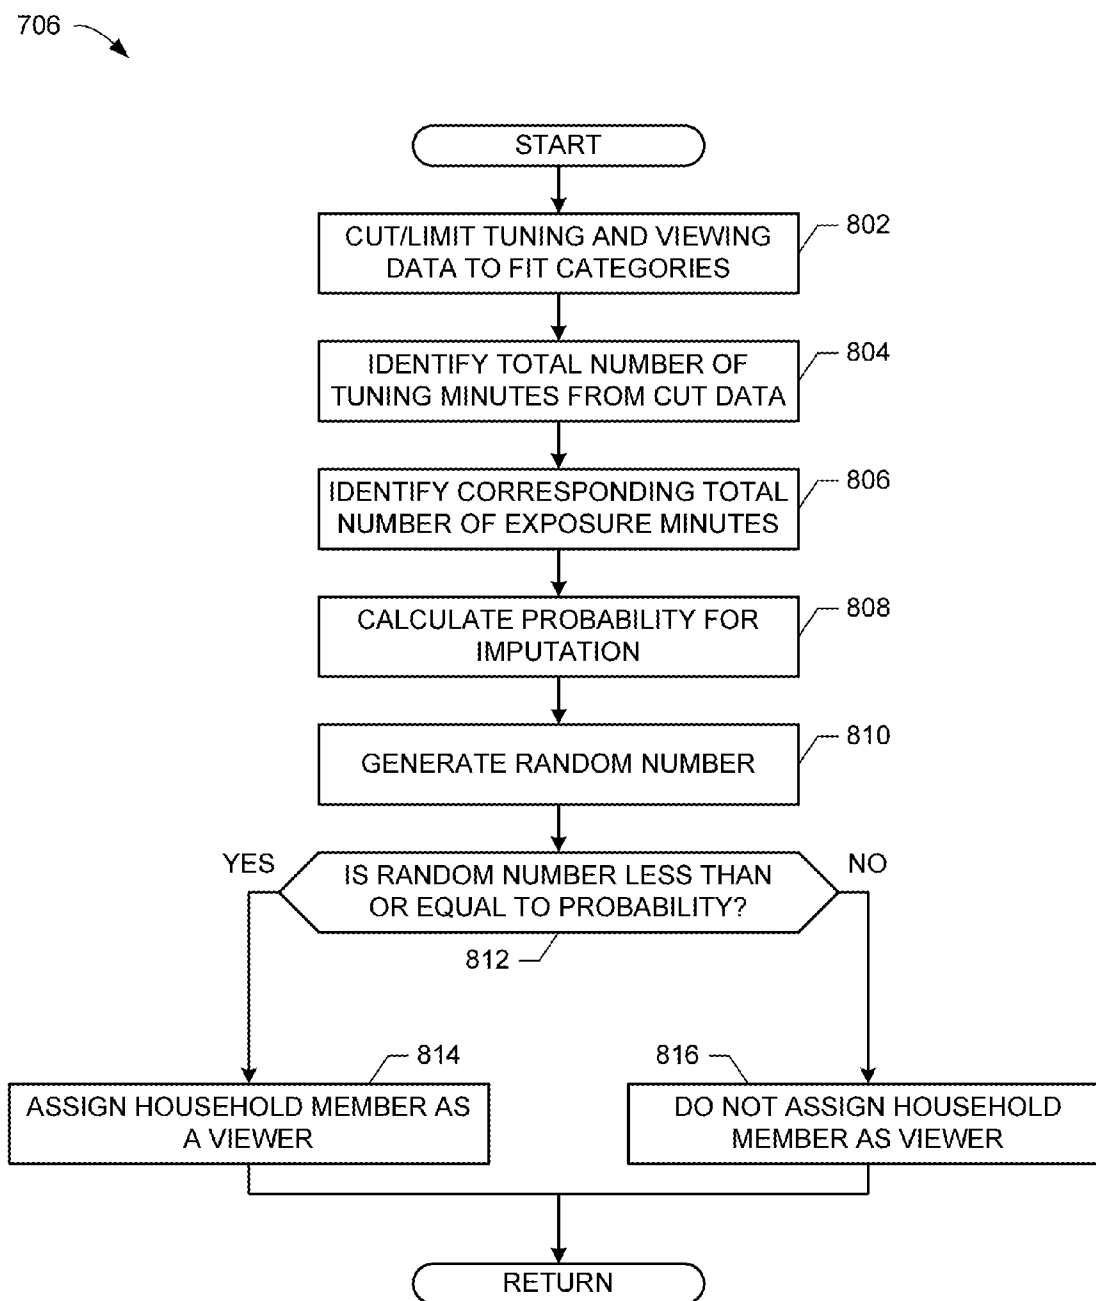 706
START
CUT/LIMIT TUNING AND VIEWING
DATA TO FIT CATEGORIES
802
IDENTIFY TOTAL NUMBER OF
TUNING MINUTES FROM CUT DATA
804
IDENTIFY CORRESPONDING TOTAL
NUMBER OF EXPOSURE MINUTES
806
CALCULATE PROBABILITY FOR
IMPUTATION
808
GENERATE RANDOM NUMBER
810
YES
IS RANDOM NUMBER LESS THAN
OR EQUAL TO PROBABILITY?
NO
812
814
ASSIGN HOUSEHOLD MEMBER AS
A VIEWER
816
DO NOT ASSIGN HOUSEHOLD
MEMBER AS VIEWER
RETURN